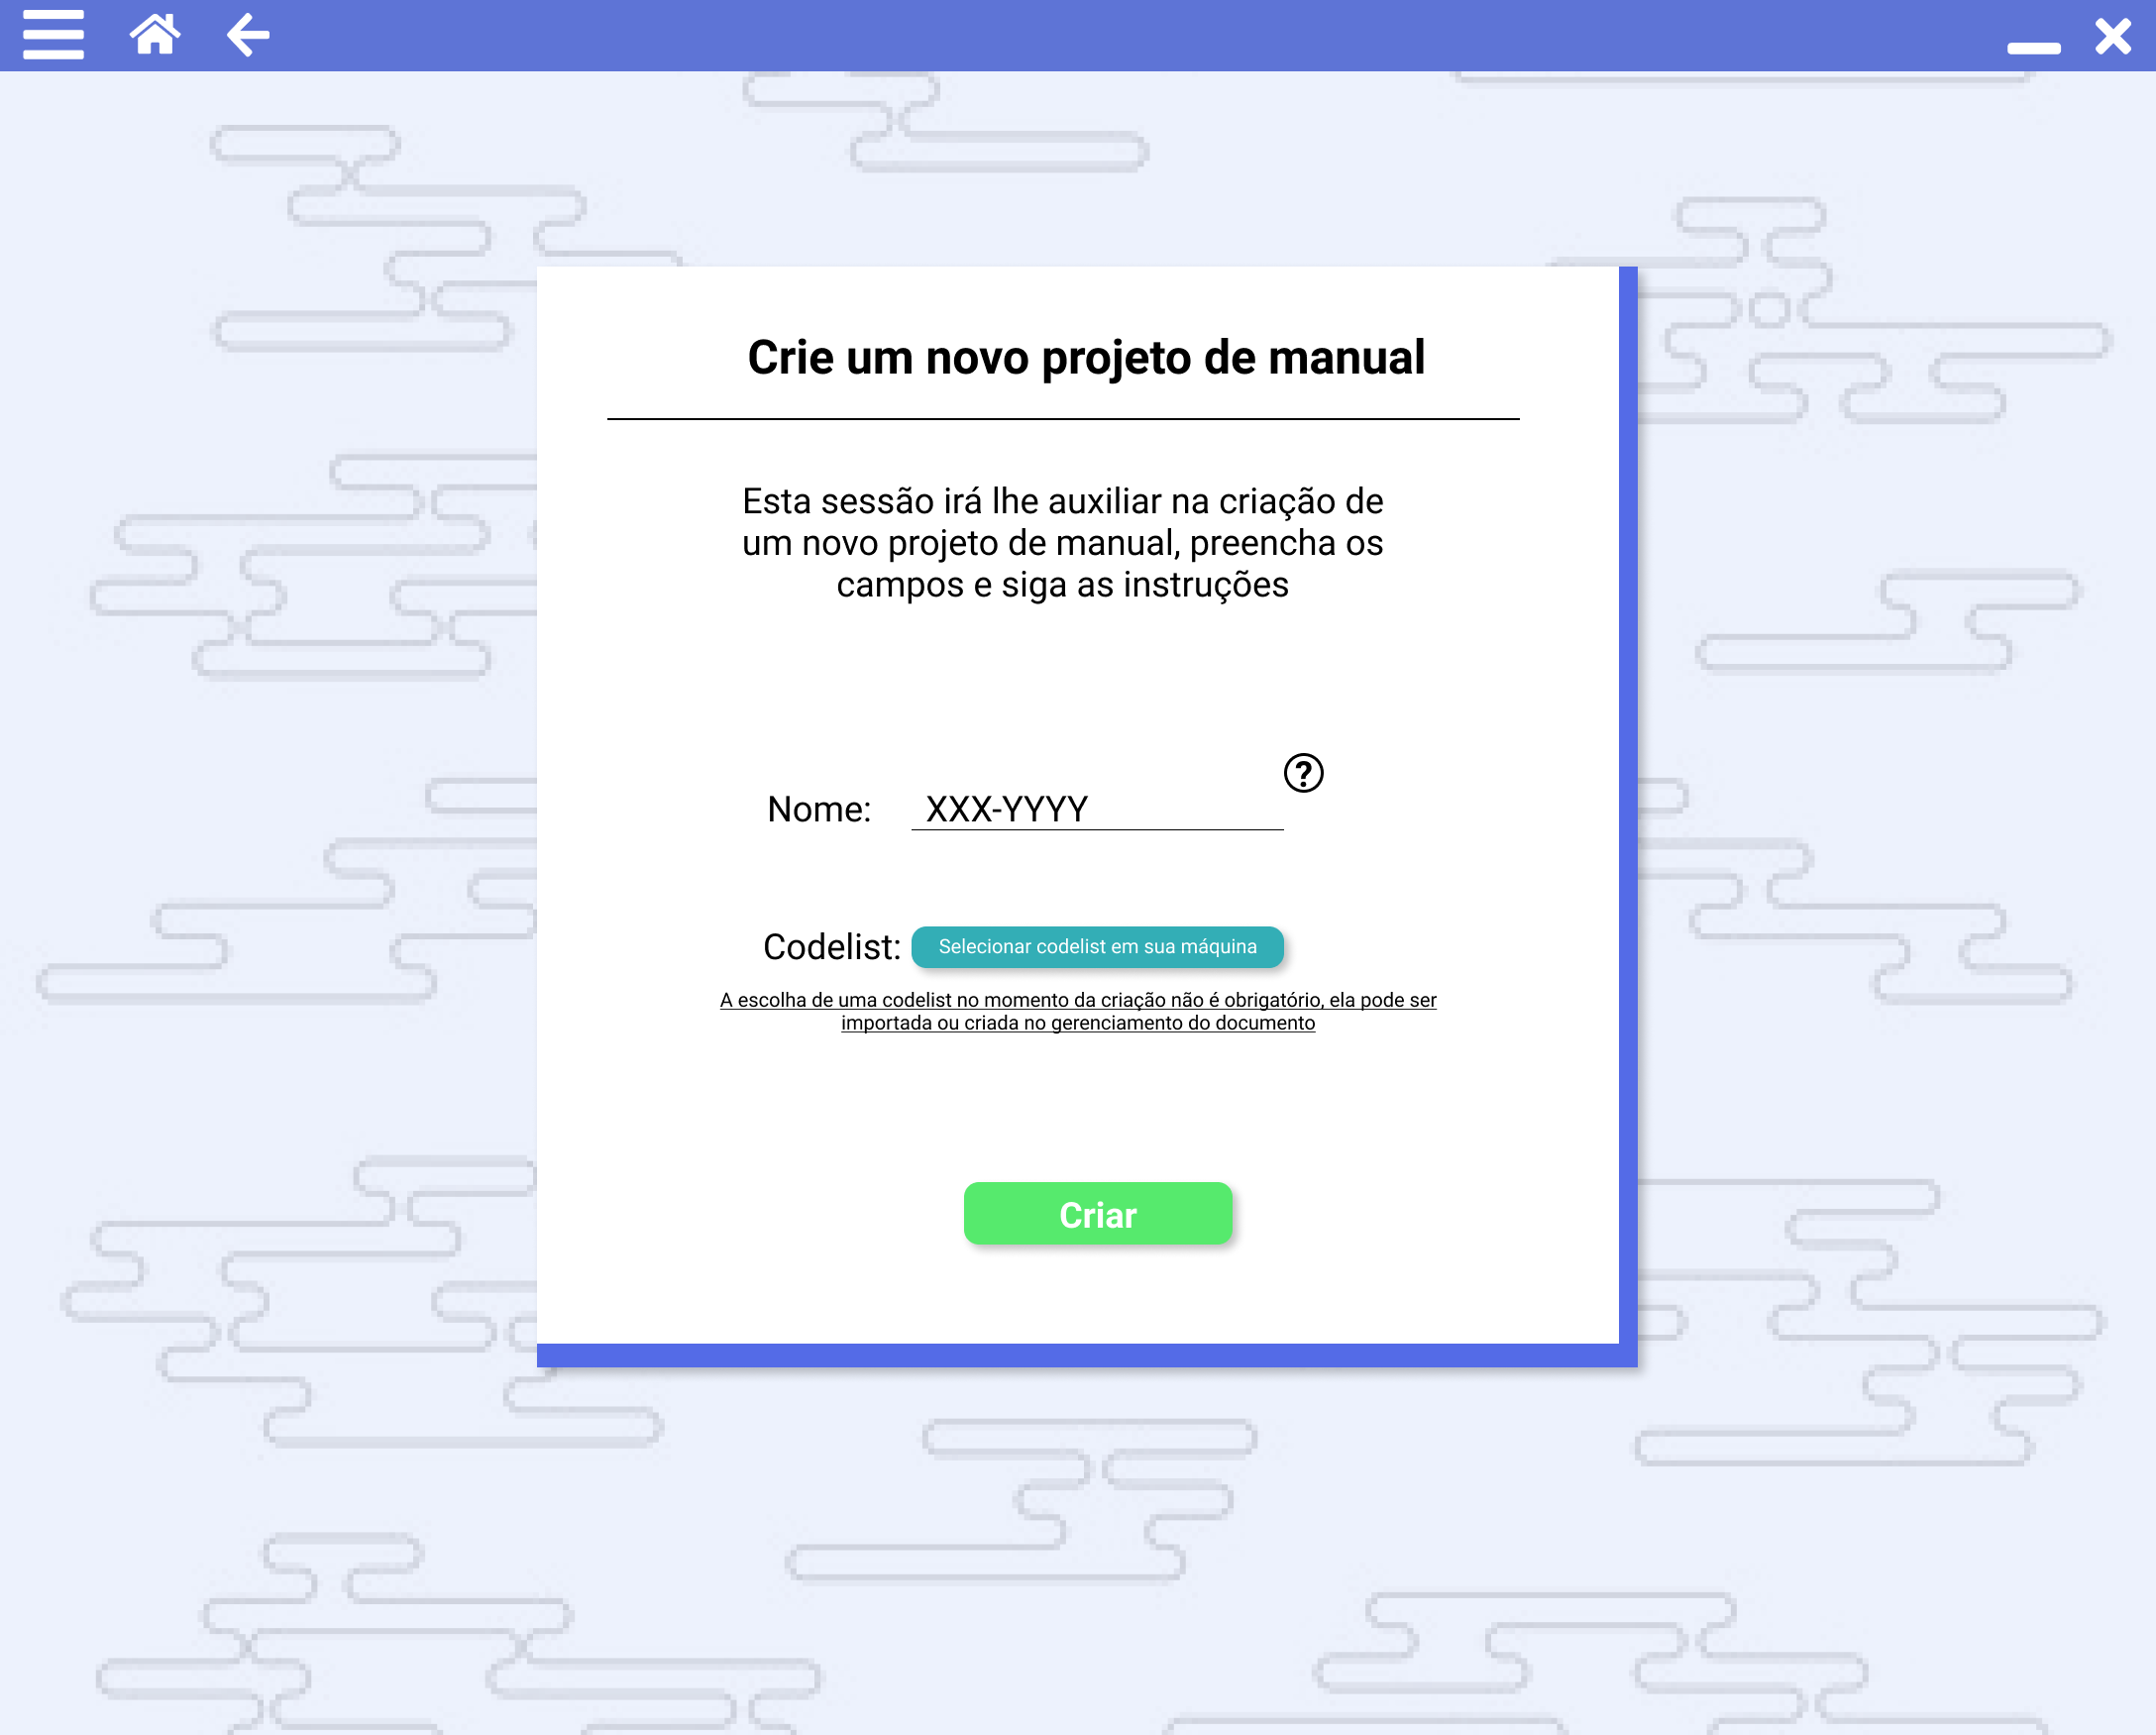 Crie um novo projeto de manual
Esta sessão irá lhe auxiliar na criação de
um novo projeto de manual, preencha os
campos e siga as instruções
Nome: XXX-YYYY
Codelist: Selecionar codelist em sua máquina
A escolha de uma codelist no momento da criação não é obrigatório, ela pode ser
importada ou criada no gerenciamento do documento
Criar